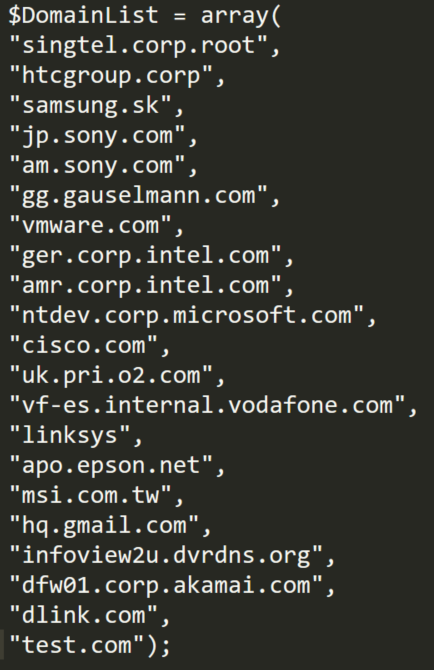 $DomainList = array(
"singtel.corp.root",
"htcgroup.corp",
"samsung.sk",
"jp.sony.com",
"am.sony.com",
"gg.gauselmann.com",
"vmware.com",
"ger.corp.intel.com",
"amr.corp.intel.com",
"ntdev.corp.microsoft.com",
"cisco.com",
"uk.pri.o2.com",
"vf-es.internal.vodafone.com",
"linksys",
"apo.epson.net",
"msi.com.tw",
"hq.gmail.com",
"infoview2u.dvrdns.org",
"dfw01.corp.akamai.com",
"dlink.com",
"test.com");